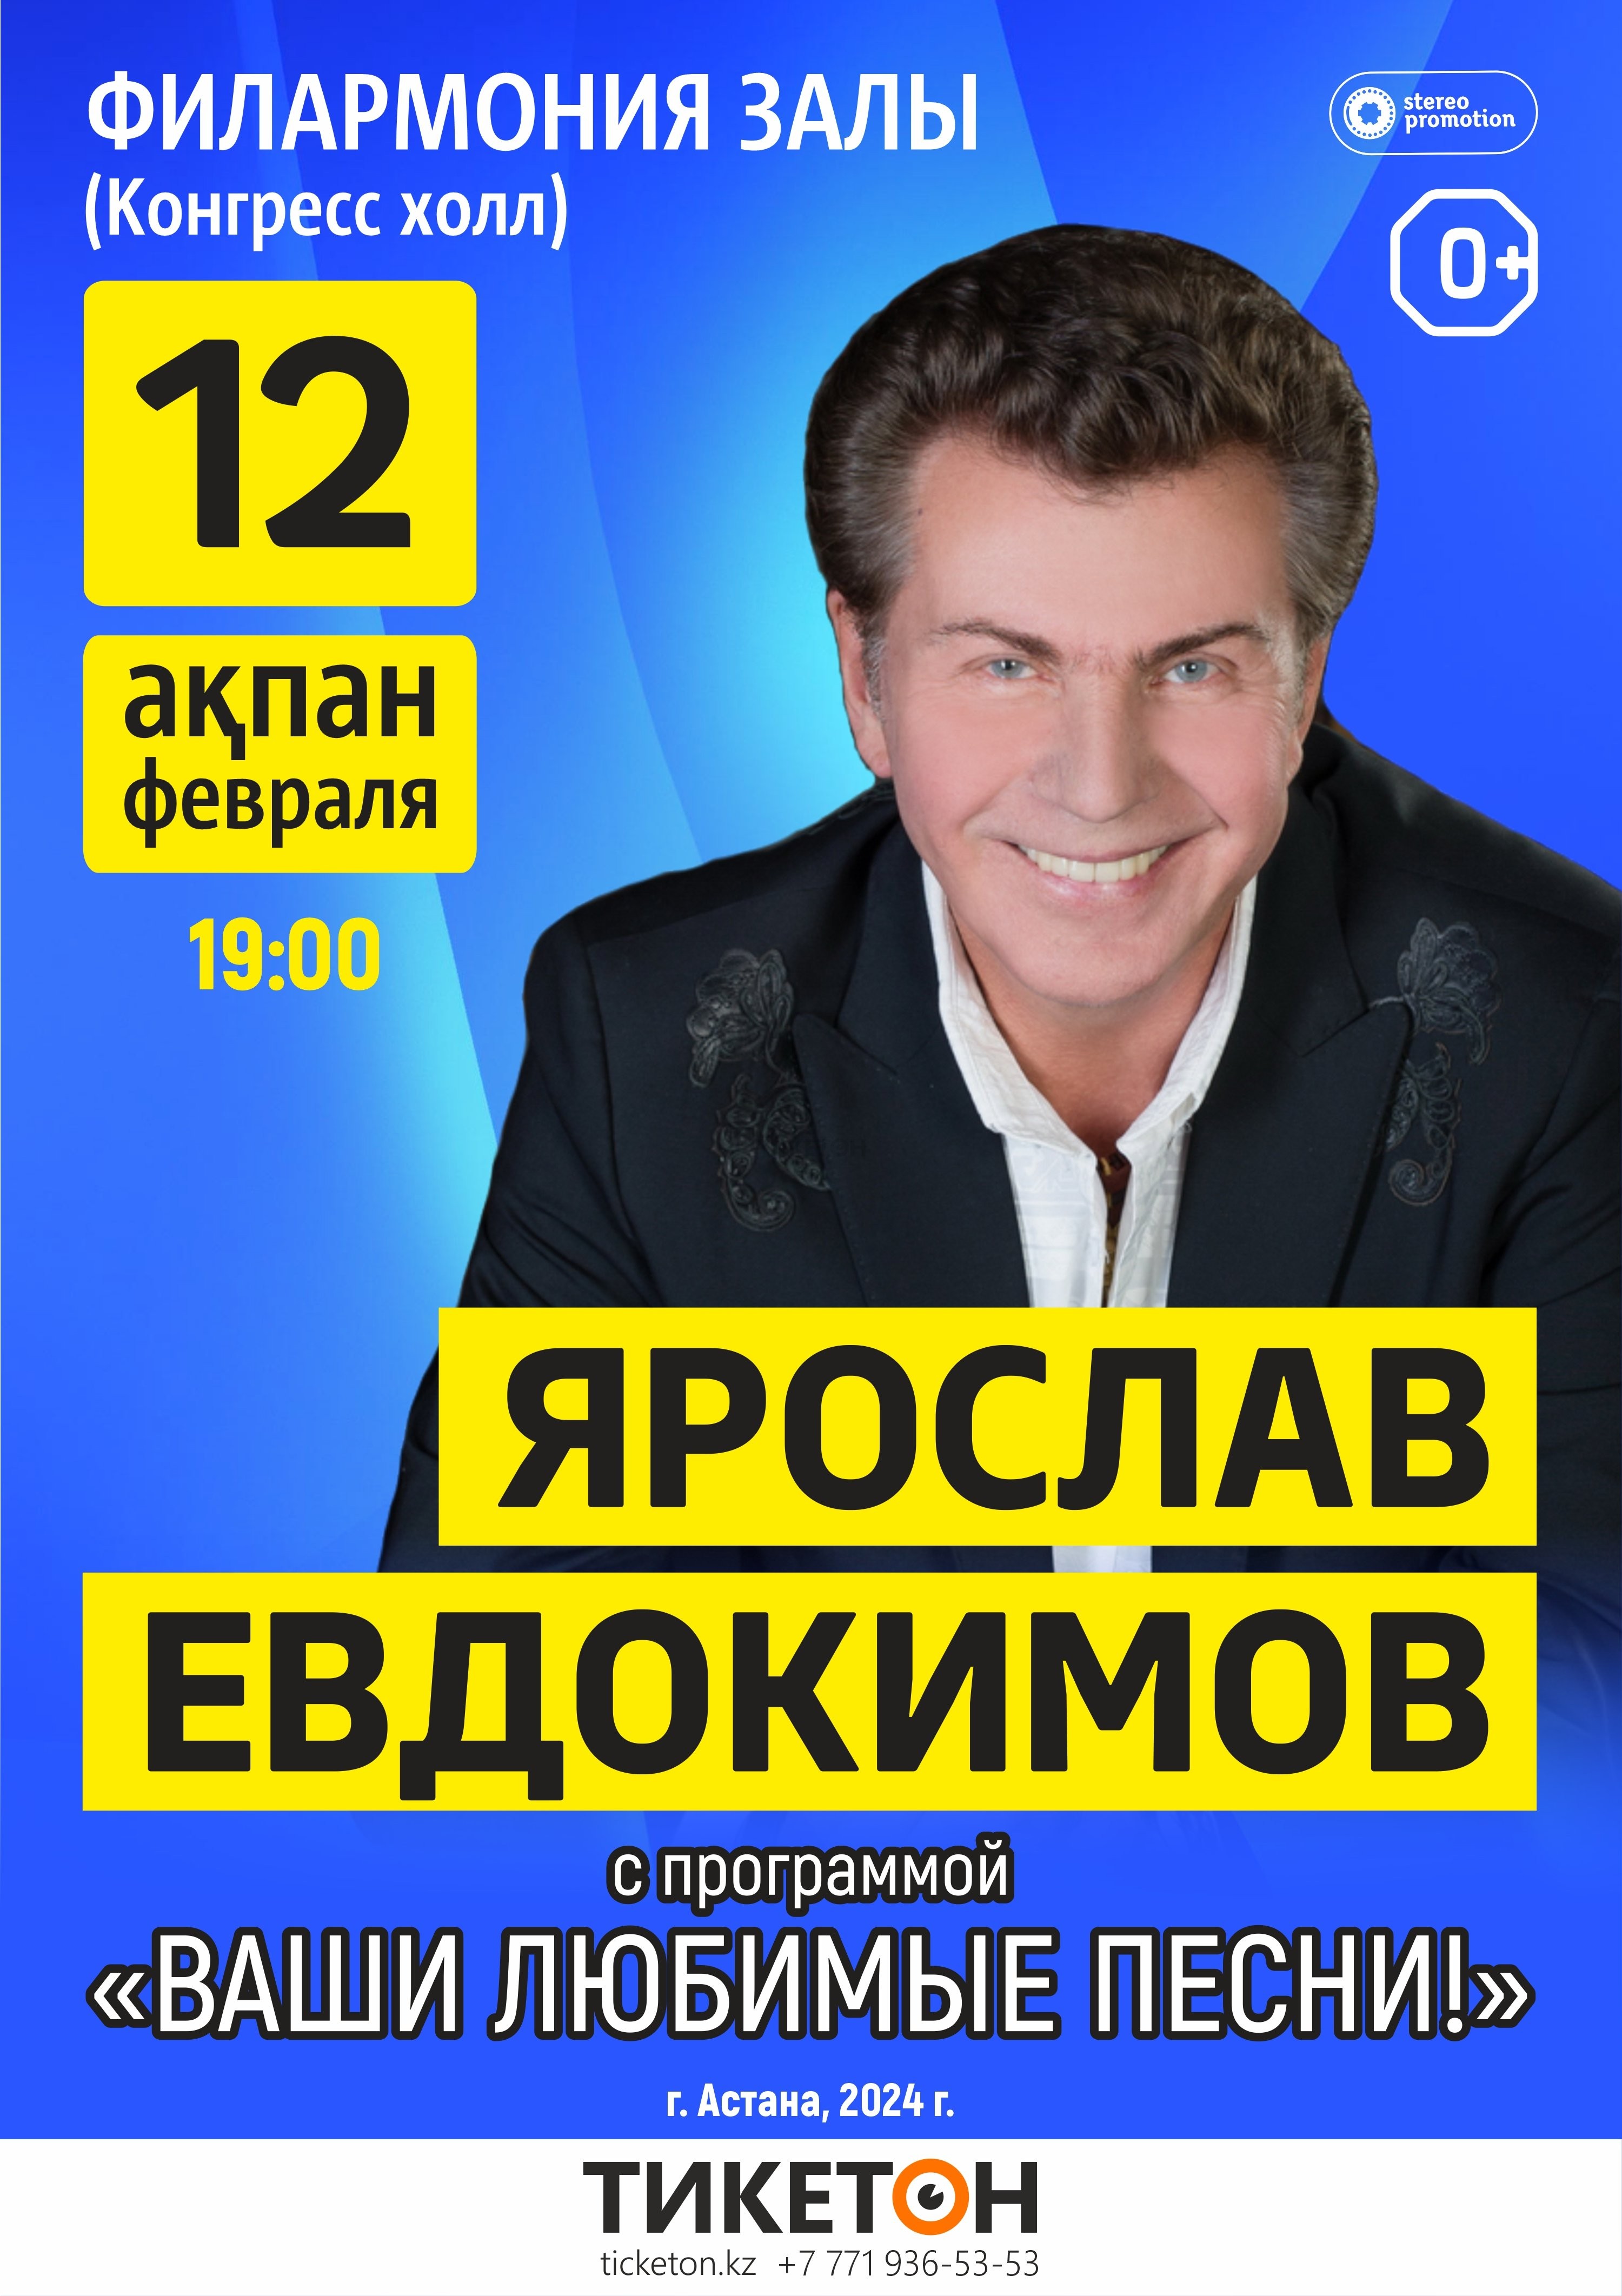 ФИЛАРМОНИЯ ЗАЛЫ
(Конгресс холл)
stereo
promotion
0+
12
ақпан
февраля
19:00
ЯРОСЛАВ
ЕВДОКИМОВ
с программой
«ВАШИ ЛЮБИМЫЕ ПЕСНИ!»
г. Астана, 2024 г.
ТИКЕТОН
ticketon.kz +7 771 936-53-53